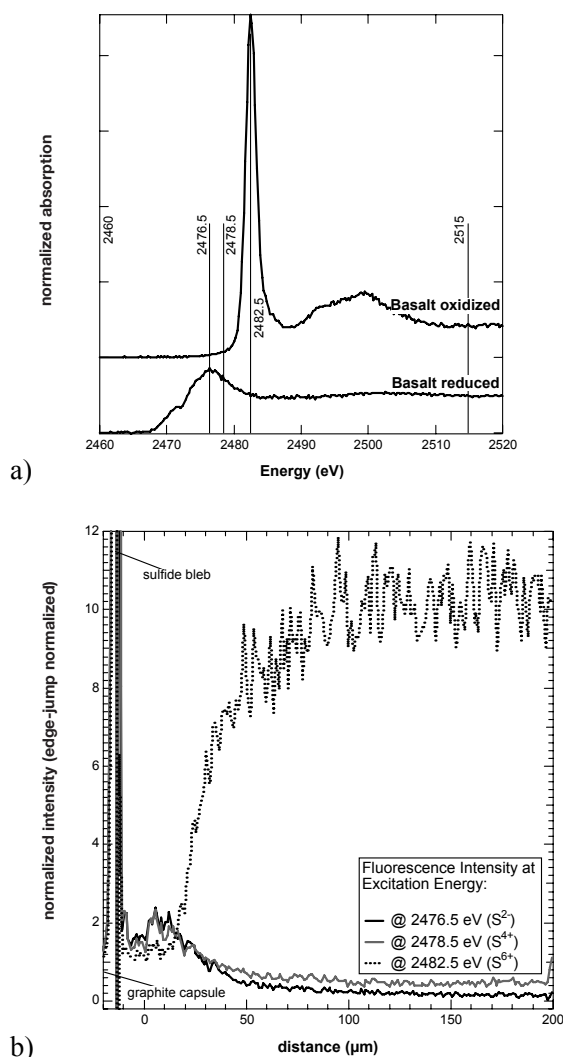 a)
normalized absorption
2460
2476.5
2478.5
2482.5
2515
Basalt oxidized
Basalt reduced
2460 2470 2480 2490 2500 2510 2520
Energy (eV)
b)
normalized intensity (edge-jump normalized)
12
10
8
6
4
2
0
sulfide bleb
graphite capsule
Fluorescence Intensity at
Excitation Energy:
@ 2476.5 eV (S²⁻)
@ 2478.5 eV (S⁴⁺)
@ 2482.5 eV (S⁶⁺)
0 50 100 150 200
distance (µm)